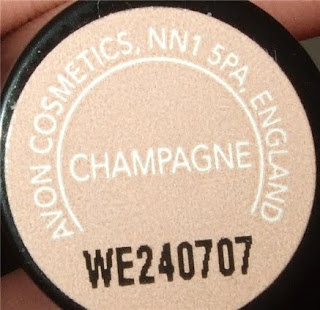 AVON COSMETICS, NN1 5PA, ENGLAND
CHAMPAGNE
WE240707